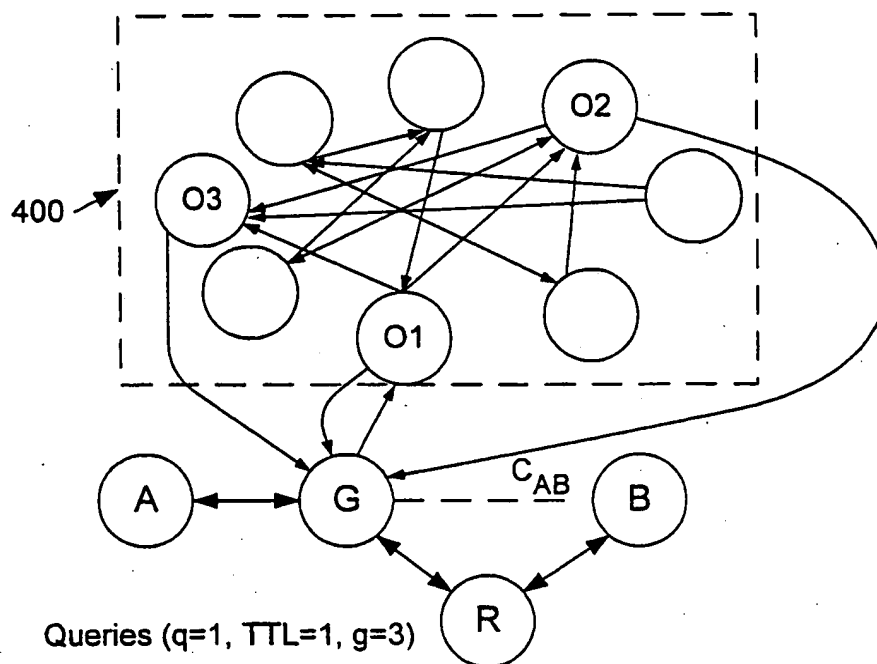 O2
400
O3
O1
C_AB
A
G
B
R
Queries (q=1, TTL=1, g=3)